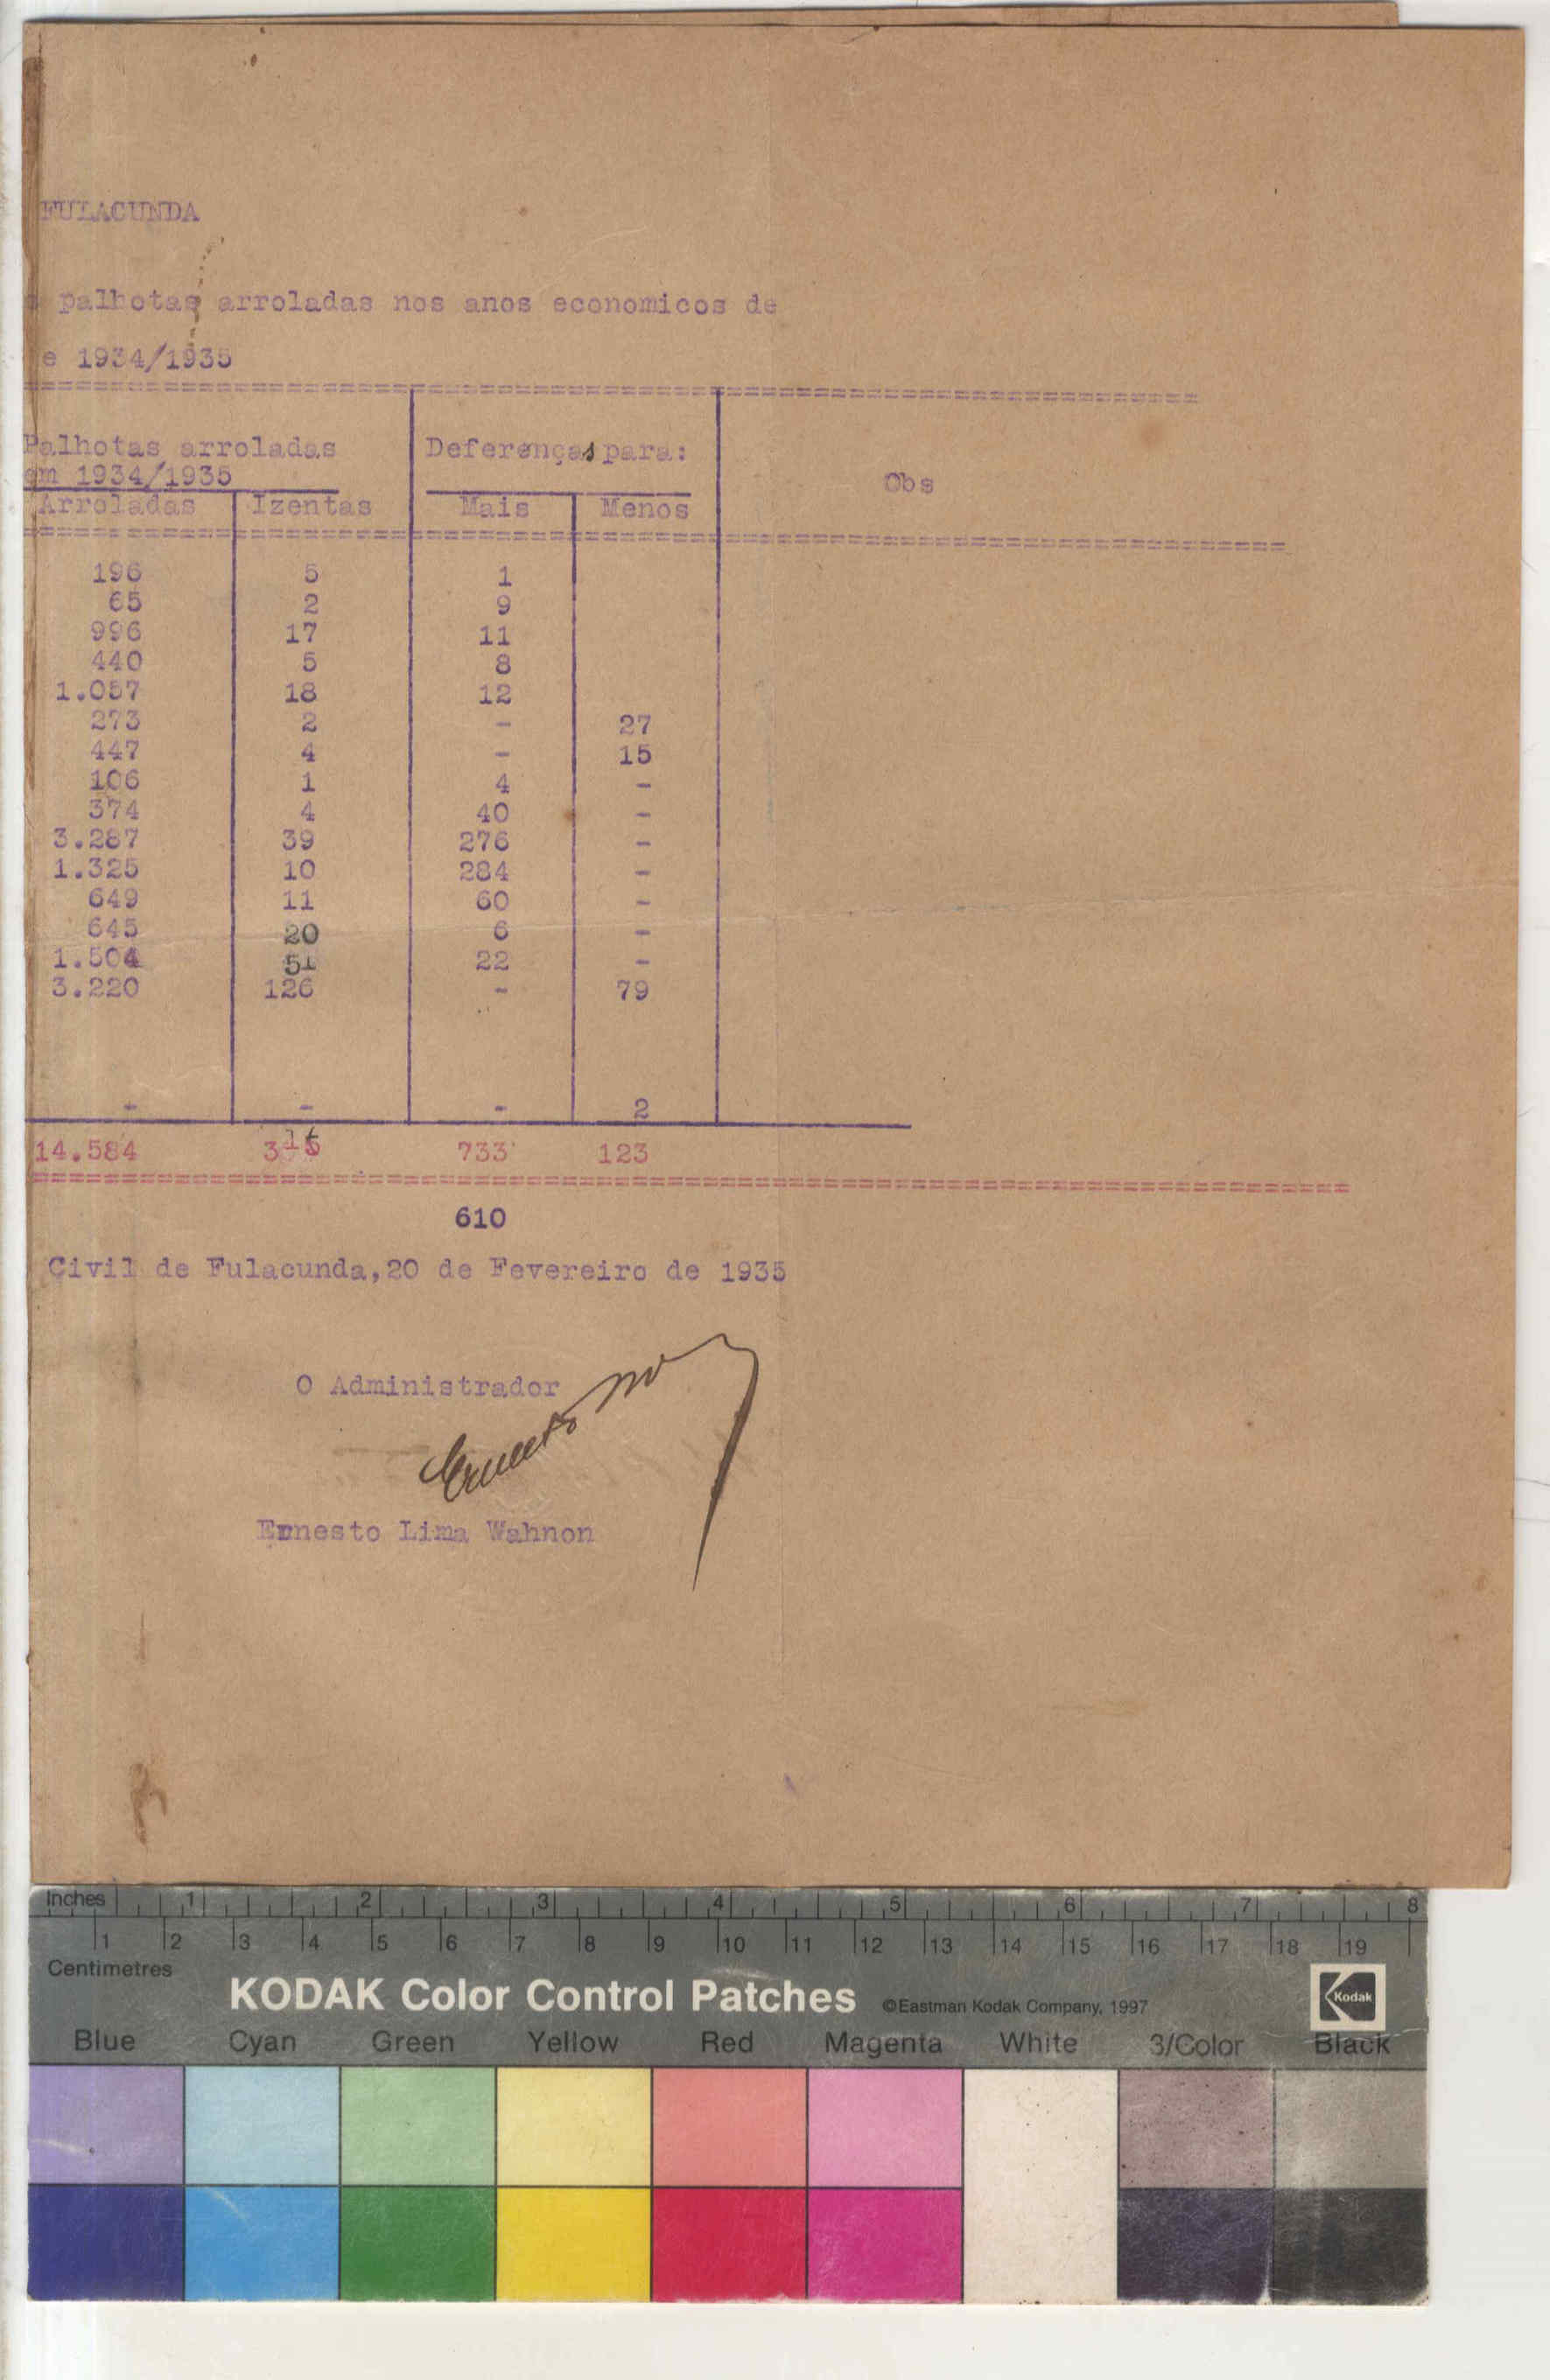 FULACUNDA
palhotas arroladas nos anos economicos de
e 1934/1935
Palhotas arroladas Deferenças para: Obs
em 1934/1935
Arroladas Izentas Mais Menos
196 5 1
65 2 9
996 17 11
440 5 8
1.057 18 12
273 2 - 27
447 4 - 15
106 1 4 -
374 4 40 -
3.287 39 276 -
1.325 10 284 -
649 11 60 -
645 20 6 -
1.504 51 22 -
3.220 126 - 79
- - - 2
14.584 315 733 123
610
Civil de Fulacunda,20 de Fevereiro de 1935
O Administrador
Ernesto
Ernesto Lima Wahnon
Inches 1 2 3 4 5 6 7 8
1 2 3 4 5 6 7 8 9 10 11 12 13 14 15 16 17 18 19
Centimetres
KODAK Color Control Patches ©Eastman Kodak Company, 1997 Kodak
Blue Cyan Green Yellow Red Magenta White 3/Color Black